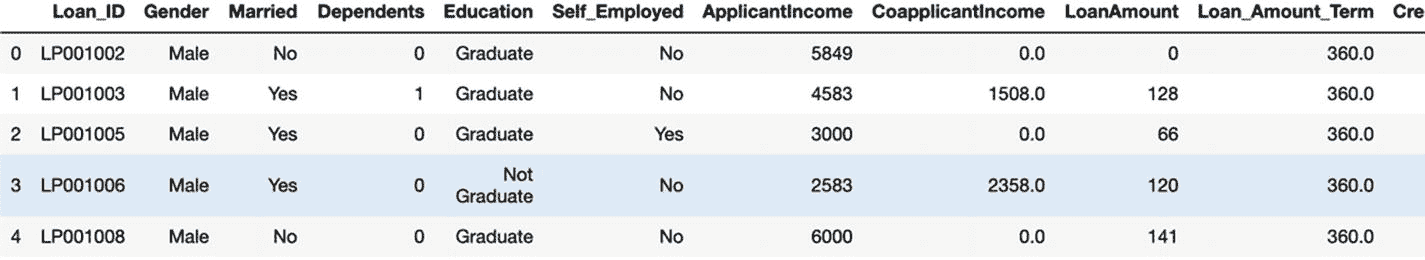 Loan_ID Gender Married Dependents Education Self_Employed ApplicantIncome CoapplicantIncome LoanAmount Loan_Amount_Term Cre
0 LP001002 Male No 0 Graduate No 5849 0.0 0 360.0
1 LP001003 Male Yes 1 Graduate No 4583 1508.0 128 360.0
2 LP001005 Male Yes 0 Graduate Yes 3000 0.0 66 360.0
3 LP001006 Male Yes 0 Not Graduate No 2583 2358.0 120 360.0
4 LP001008 Male No 0 Graduate No 6000 0.0 141 360.0